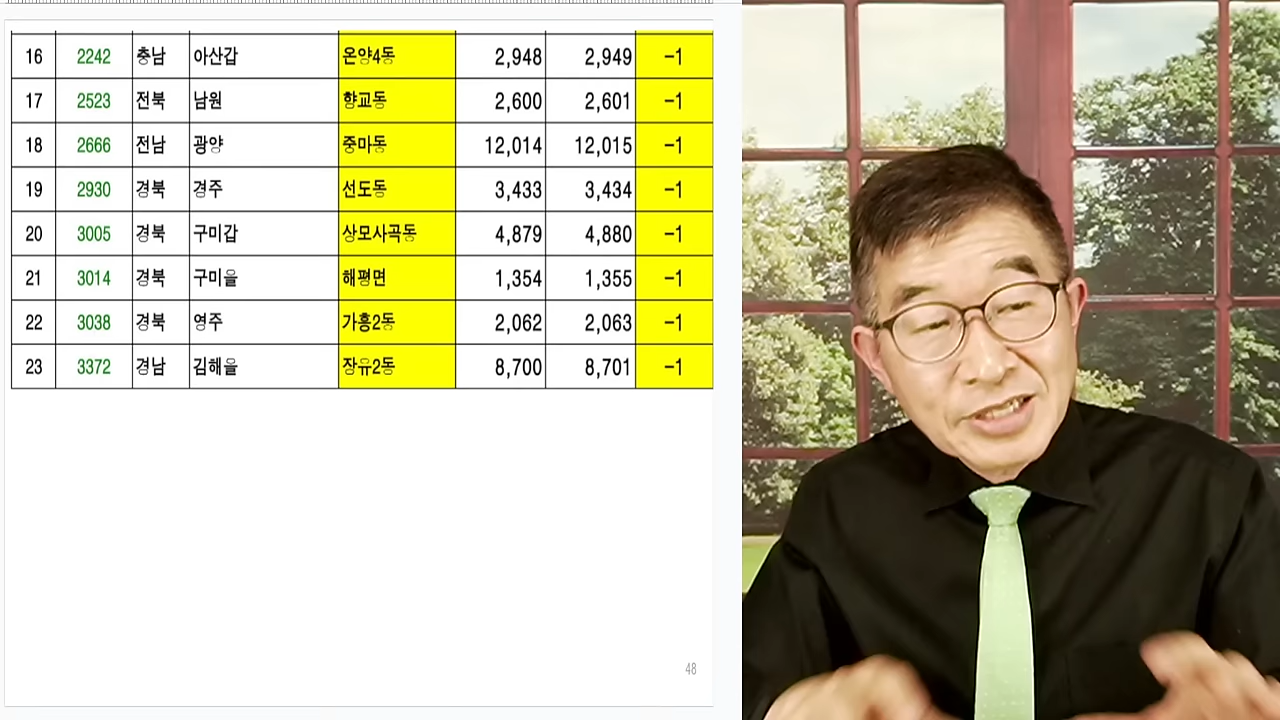 16 2242 충남 아산갑 온양4동 2,948 2,949 -1
17 2523 전북 남원 향교동 2,600 2,601 -1
18 2666 전남 광양 중마동 12,014 12,015 -1
19 2930 경북 경주 선도동 3,433 3,434 -1
20 3005 경북 구미갑 상모사곡동 4,879 4,880 -1
21 3014 경북 구미을 해평면 1,354 1,355 -1
22 3038 경북 영주 가흥2동 2,062 2,063 -1
23 3372 경남 김해을 장유2동 8,700 8,701 -1
48